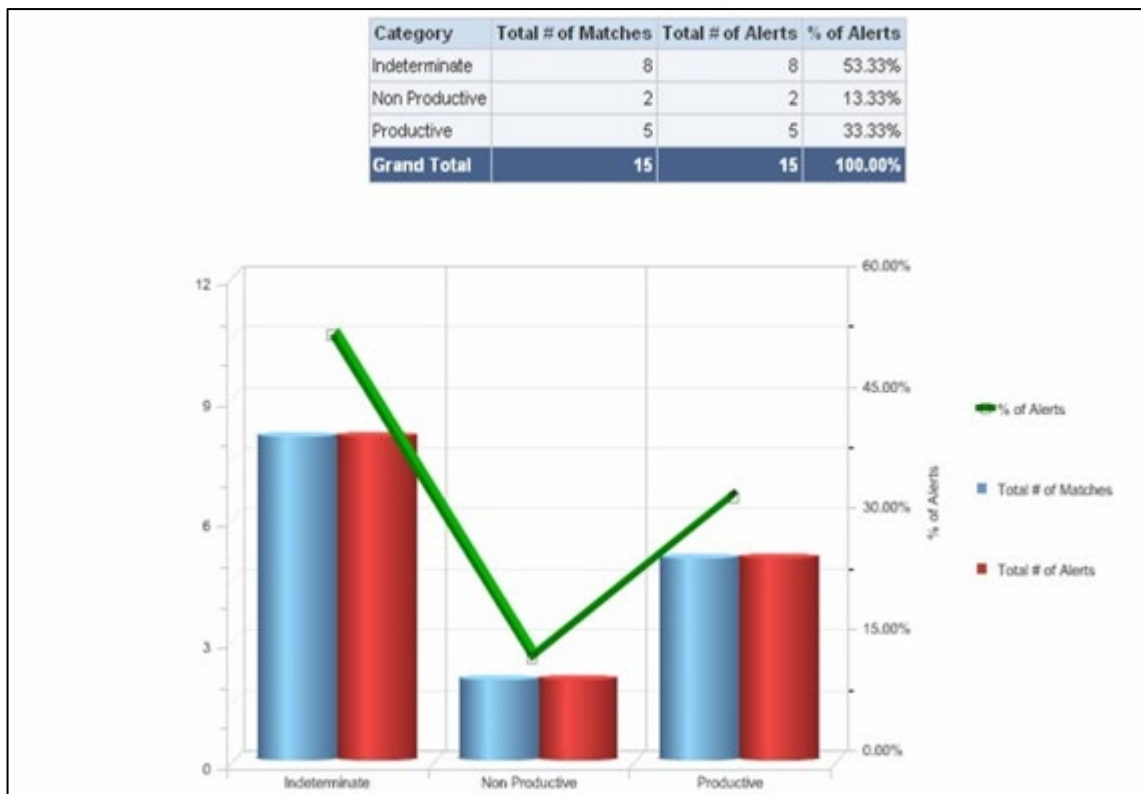 Category Total # of Matches Total # of Alerts % of Alerts
Indeterminate 8 8 53.33%
Non Productive 2 2 13.33%
Productive 5 5 33.33%
Grand Total 15 15 100.00%
60.00%
12
45.00%
9
% of Alerts
Total # of Matches
30.00%
6
% of Alerts
Total # of Alerts
15.00%
3
0.00%
0
Indeterminate Non Productive Productive